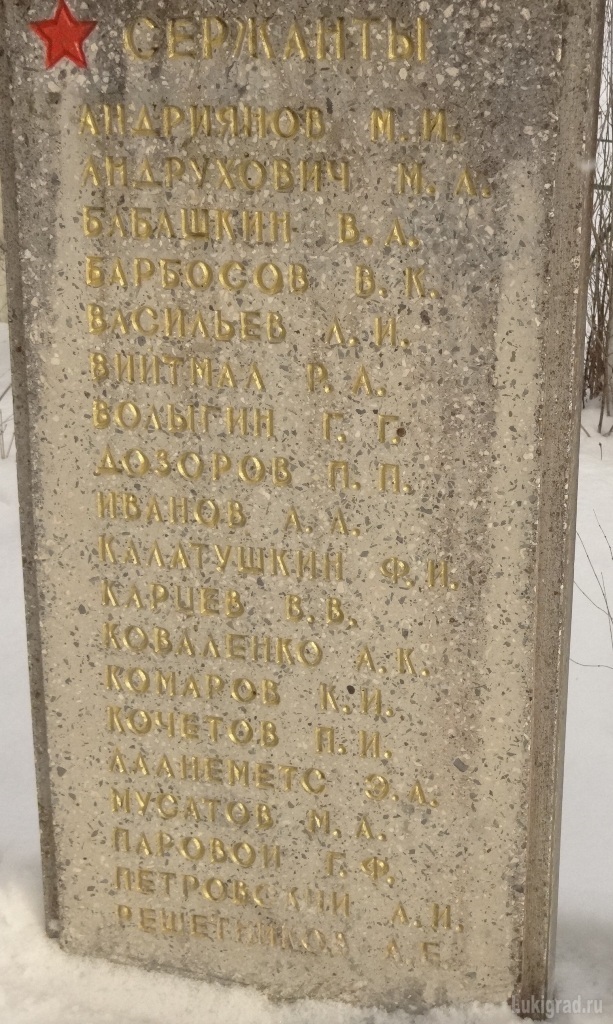 СЕРЖАНТЫ
АНДРИЯНОВ М. И.
АНДРУХОВИЧ М. А.
БАБАШКИН В. А.
БАРБОСОВ В. К.
ВАСИЛЬЕВ А. И.
ВИИТМАА Р. А.
ВОЛЫГИН Г. Г.
ДОЗОРОВ П. П.
ИВАНОВ А. А.
КАЛАТУШКИН Ф. И.
КАРЦЕВ В. В.
КОВАЛЕНКО А. К.
КОМАРОВ К. И.
КОЧЕТОВ П. И.
ЛААНЕМЕТС Э. А.
МУСАТОВ М. А.
ПАРОВОЙ Г. Ф.
ПЕТРОВСКИЙ А. И.
РЕШЕТНИКОВ А. Е.
lukigrad.ru